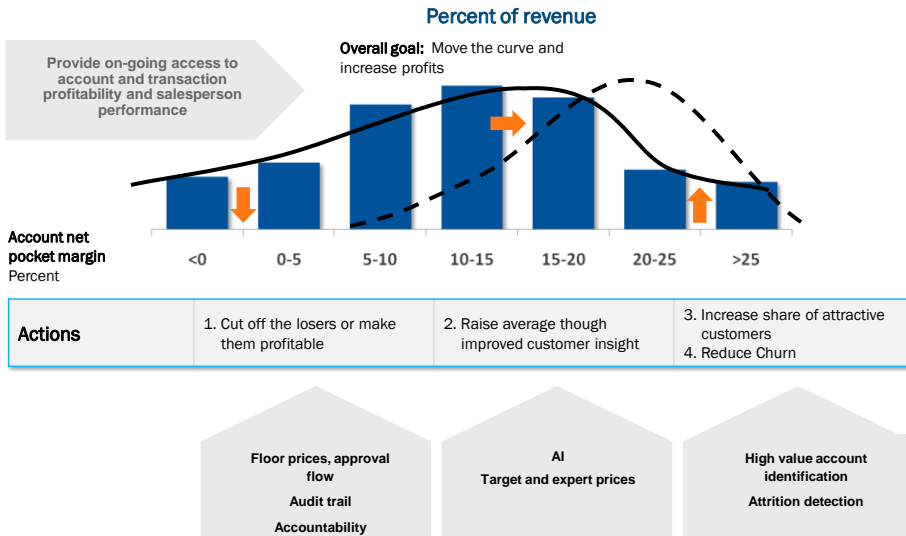 Percent of revenue
Provide on-going access to
account and transaction
profitability and salesperson
performance
Overall goal: Move the curve and
increase profits
Account net
pocket margin
Percent
<0 0-5 5-10 10-15 15-20 20-25 >25
Actions
1. Cut off the losers or make
them profitable
2. Raise average though
improved customer insight
3. Increase share of attractive
customers
4. Reduce Churn
Floor prices, approval
flow
Audit trail
Accountability
AI
Target and expert prices
High value account
identification
Attrition detection